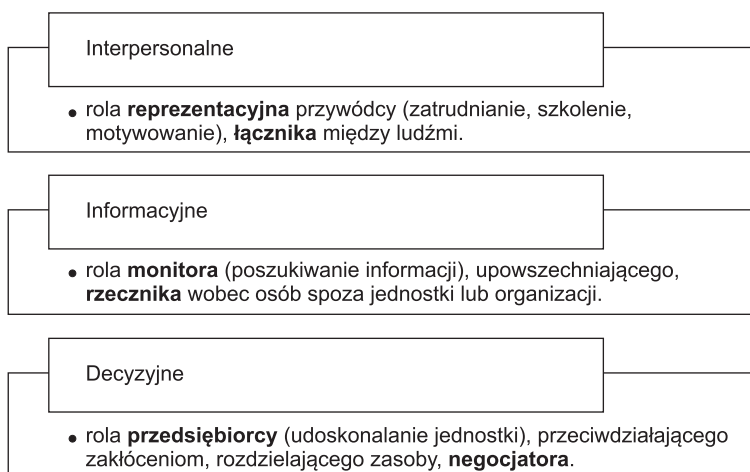 Interpersonalne
• rola reprezentacyjna przywódcy (zatrudnianie, szkolenie,
motywowanie), łącznika między ludźmi.
Informacyjne
• rola monitora (poszukiwanie informacji), upowszechniającego,
rzecznika wobec osób spoza jednostki lub organizacji.
Decyzyjne
• rola przedsiębiorcy (udoskonalanie jednostki), przeciwdziałającego
zakłóceniom, rozdzielającego zasoby, negocjatora.